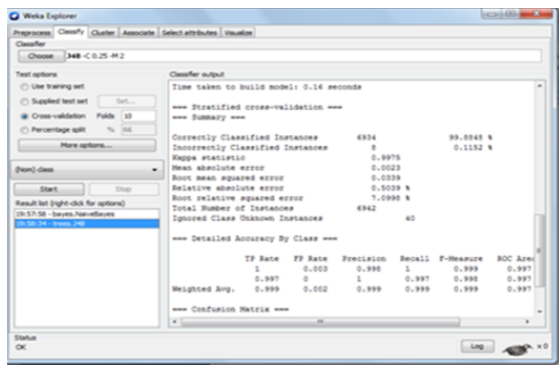 Weka Explorer
Preprocess Classify Cluster Associate Select attributes Visualize
Classifier
Choose J48 -C 0.25 -M 2
Test options
Use training set
Supplied test set Set...
Cross-validation Folds 10
Percentage split % 66
More options...
(Nom) class
Start Stop
Result list (right-click for options)
19:57:58 - bayes.NaiveBayes
19:58:34 - trees.J48
Classifier output
Time taken to build model: 0.16 seconds
=== Stratified cross-validation ===
=== Summary ===
Correctly Classified Instances 6934 99.8848 %
Incorrectly Classified Instances 8 0.1152 %
Kappa statistic 0.9975
Mean absolute error 0.0023
Root mean squared error 0.0339
Relative absolute error 0.5039 %
Root relative squared error 7.0998 %
Total Number of Instances 6942
Ignored Class Unknown Instances 40
=== Detailed Accuracy By Class ===
TP Rate FP Rate Precision Recall F-Measure ROC Area
1 0.003 0.998 1 0.999 0.997
0.997 0 1 0.997 0.998 0.997
Weighted Avg. 0.999 0.002 0.999 0.999 0.999 0.997
=== Confusion Matrix ===
Status
OK
Log
x 0